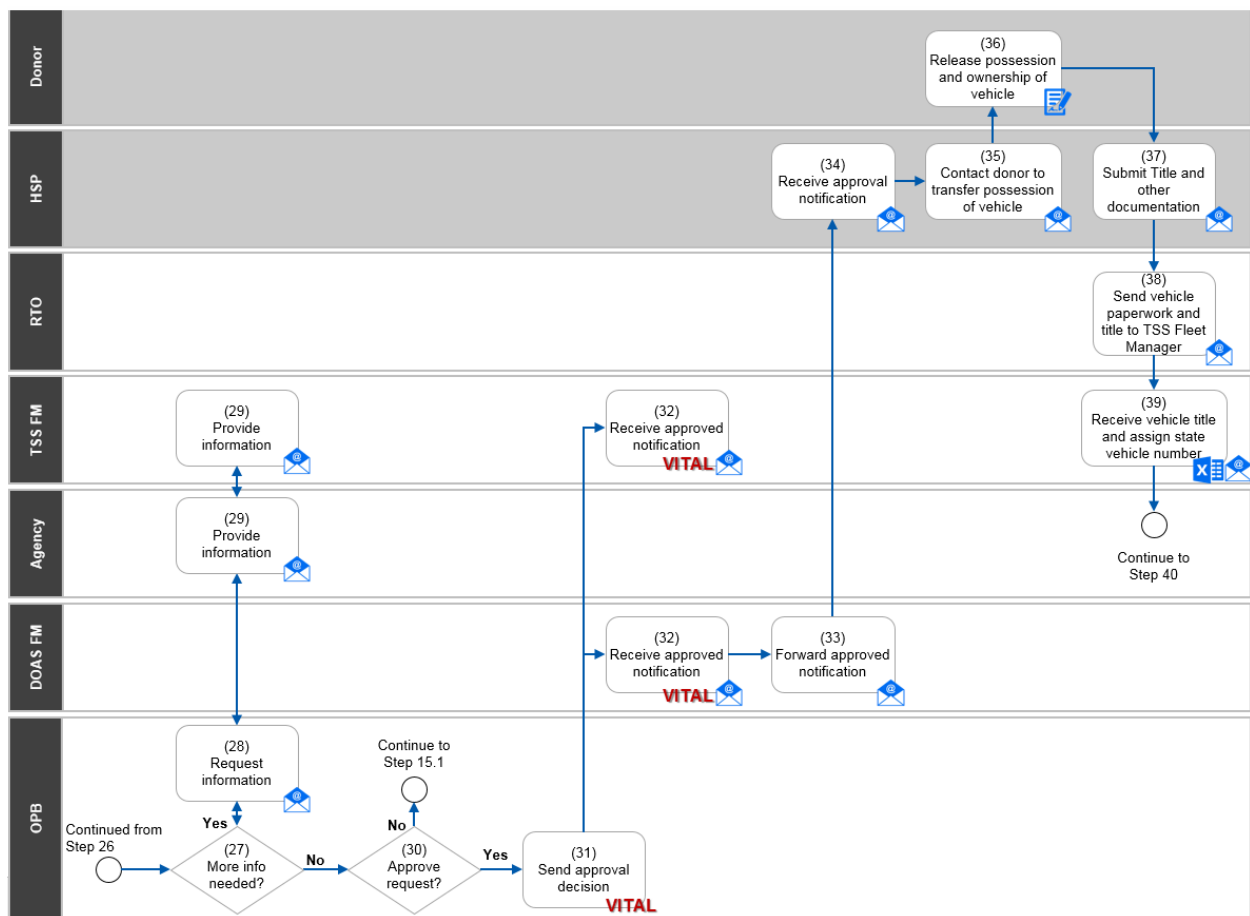 Donor
(36)
Release possession
and ownership of
vehicle
HSP
(34)
Receive approval
notification
(35)
Contact donor to
transfer possession
of vehicle
(37)
Submit Title and
other
documentation
RTO
(38)
Send vehicle
paperwork and
title to TSS Fleet
Manager
TSS FM
(29)
Provide
information
(32)
Receive approved
notification
VITAL
(39)
Receive vehicle title
and assign state
vehicle number
Agency
(29)
Provide
information
Continue to
Step 40
DOAS FM
(32)
Receive approved
notification
VITAL
(33)
Forward approved
notification
OPB
(28)
Request
information
Continue to
Step 15.1
Continued from
Step 26
Yes
(27)
More info
needed?
No
No
(30)
Approve
request?
Yes
(31)
Send approval
decision
VITAL